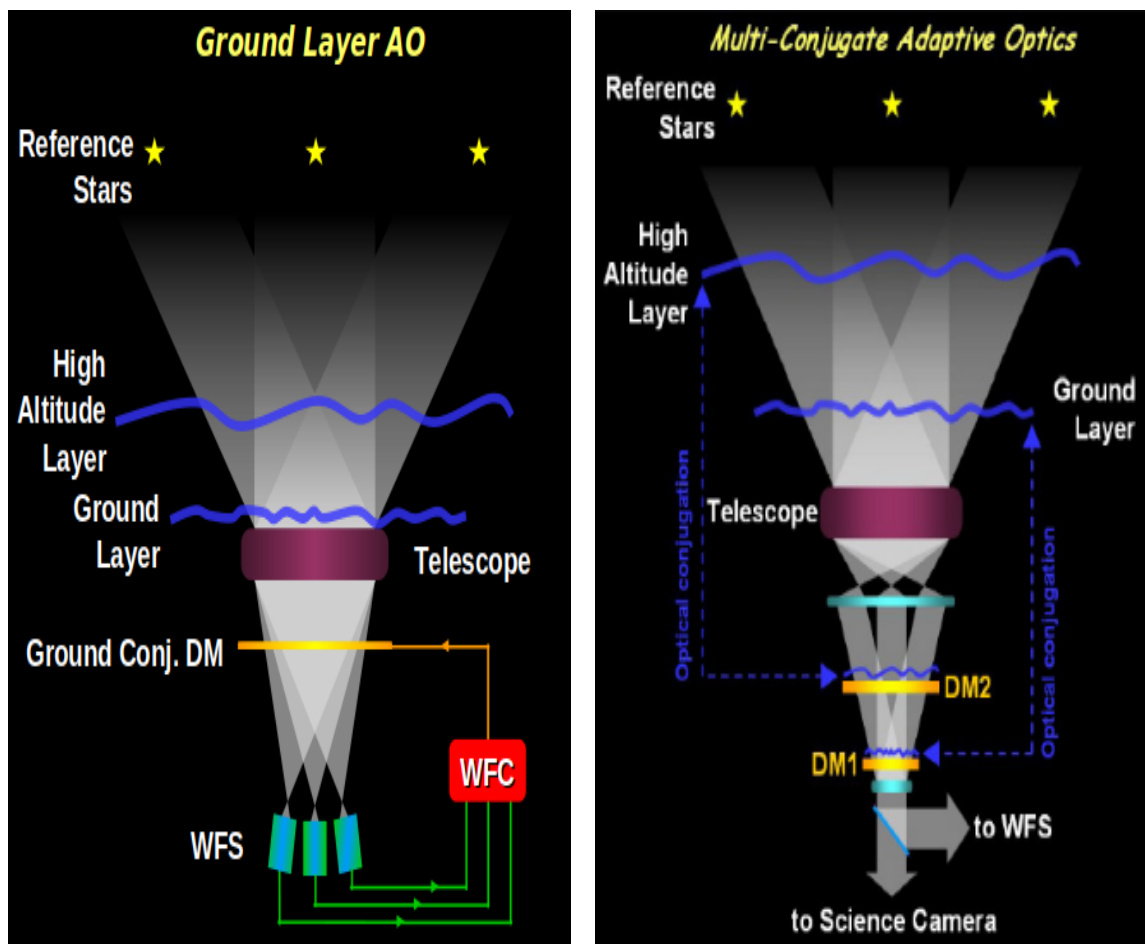 Ground Layer AO
Reference
Stars
High
Altitude
Layer
Ground
Layer
Telescope
Ground Conj. DM
WFC
WFS
Multi-Conjugate Adaptive Optics
Reference
Stars
High
Altitude
Layer
Ground
Layer
Telescope
Optical conjugation
Optical conjugation
DM2
DM1
to WFS
to Science Camera